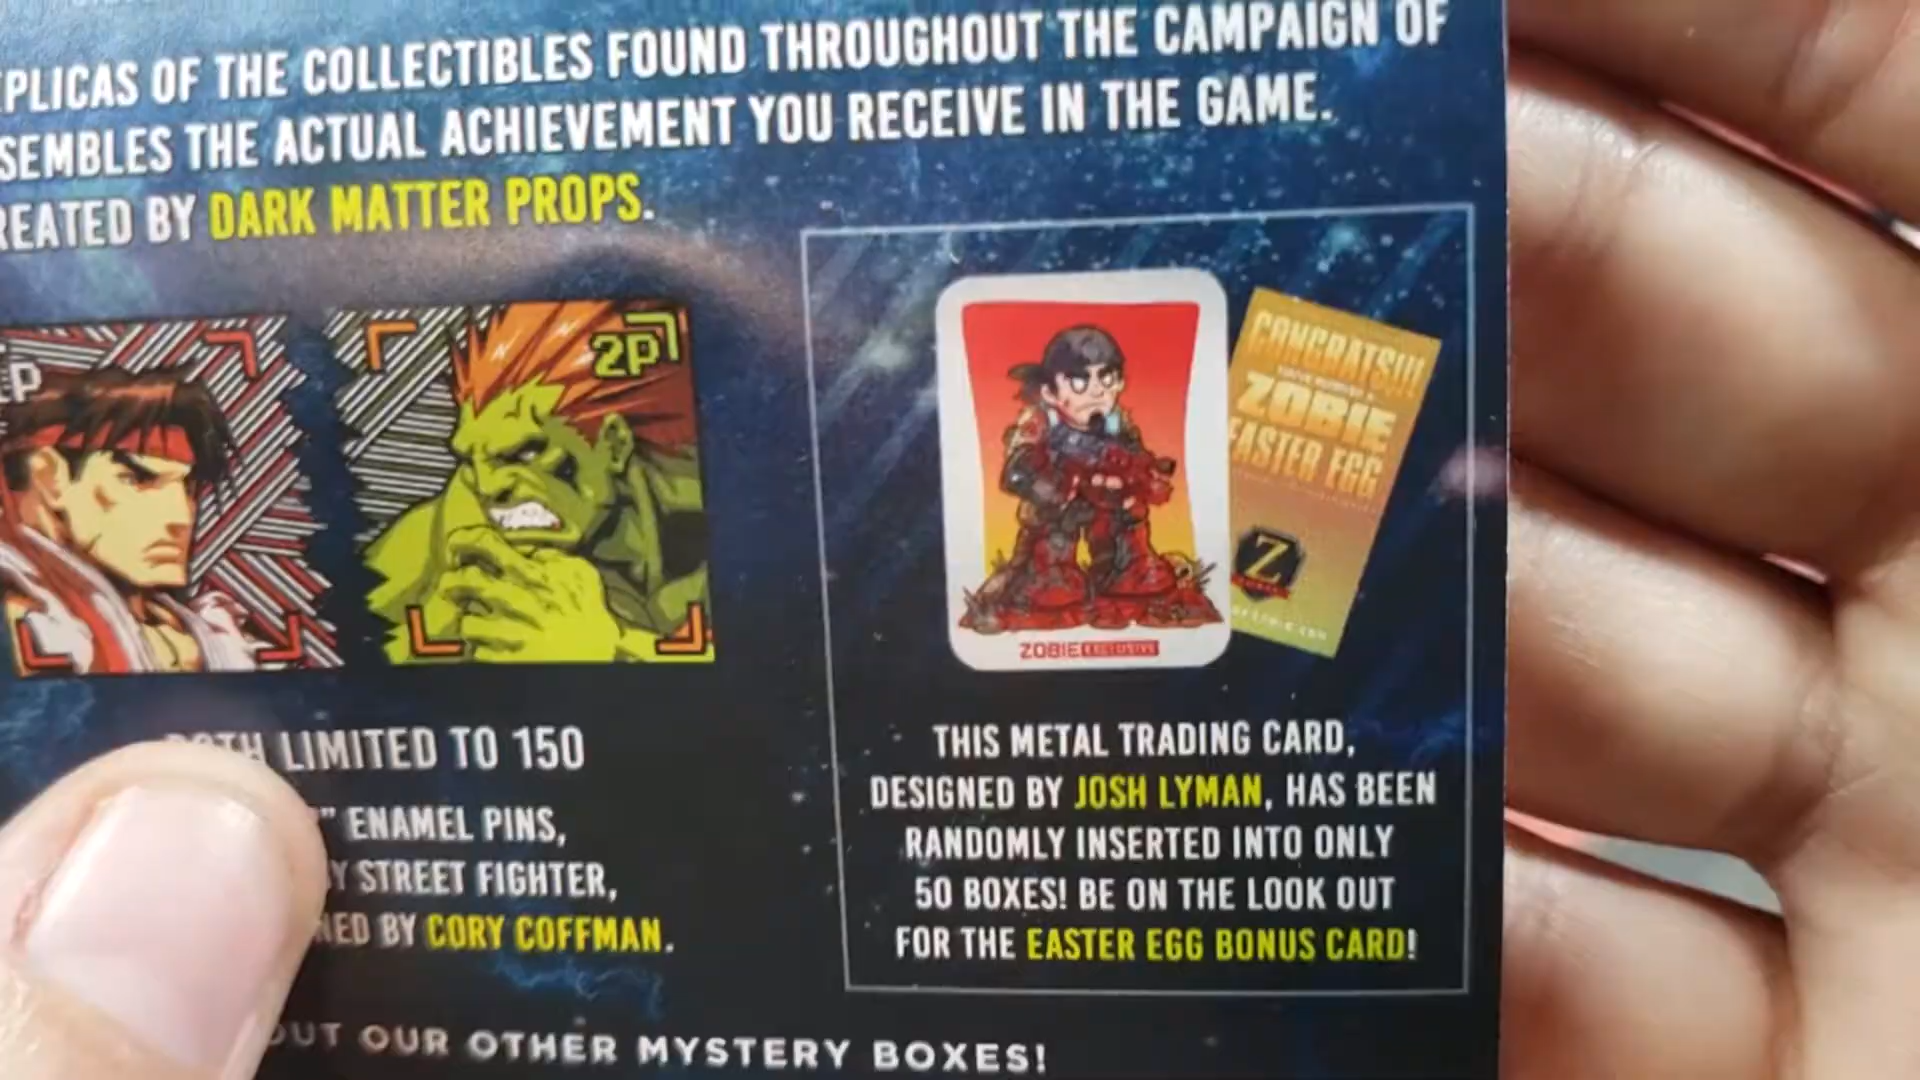 EPLICAS OF THE COLLECTIBLES FOUND THROUGHOUT THE CAMPAIGN OF
SEMBLES THE ACTUAL ACHIEVEMENT YOU RECEIVE IN THE GAME.
REATED BY DARK MATTER PROPS.
P
2P
CONGRATS!!!
ZOBIE
EASTER EGG
Z
ZOBIE EXCLUSIVE
BOTH LIMITED TO 150
" ENAMEL PINS,
Y STREET FIGHTER,
NED BY CORY COFFMAN.
THIS METAL TRADING CARD,
DESIGNED BY JOSH LYMAN, HAS BEEN
RANDOMLY INSERTED INTO ONLY
50 BOXES! BE ON THE LOOK OUT
FOR THE EASTER EGG BONUS CARD!
OUT OUR OTHER MYSTERY BOXES!